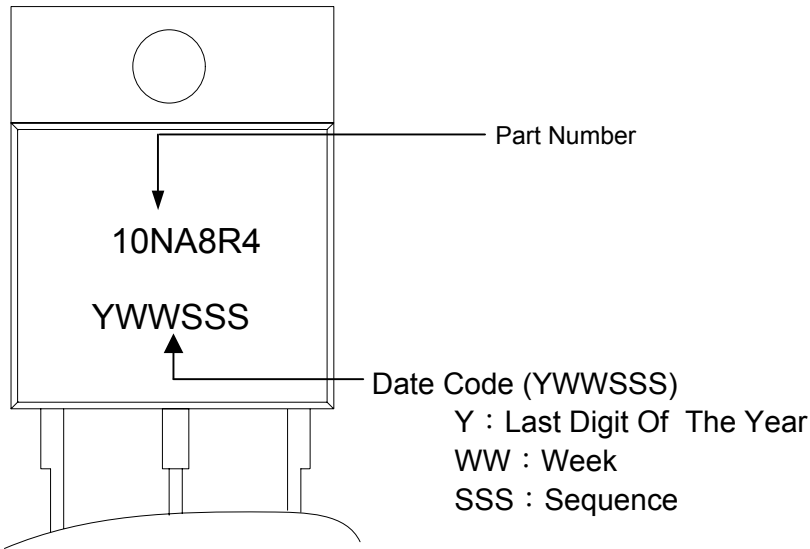 Part Number
10NA8R4
YWWSSS
Date Code (YWWSSS)
Y：Last Digit Of The Year
WW：Week
SSS：Sequence